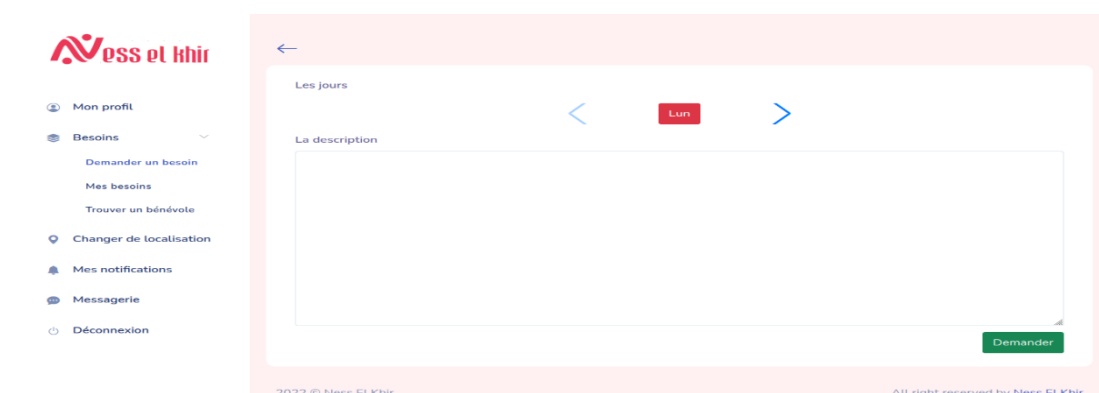 Ness el khir
Mon profil
Besoins
Demander un besoin
Mes besoins
Trouver un bénévole
Changer de localisation
Mes notifications
Messagerie
Déconnexion
Les jours
Lun
La description
Demander
2022 © Ness El Khir
All right reserved by Ness El Khir